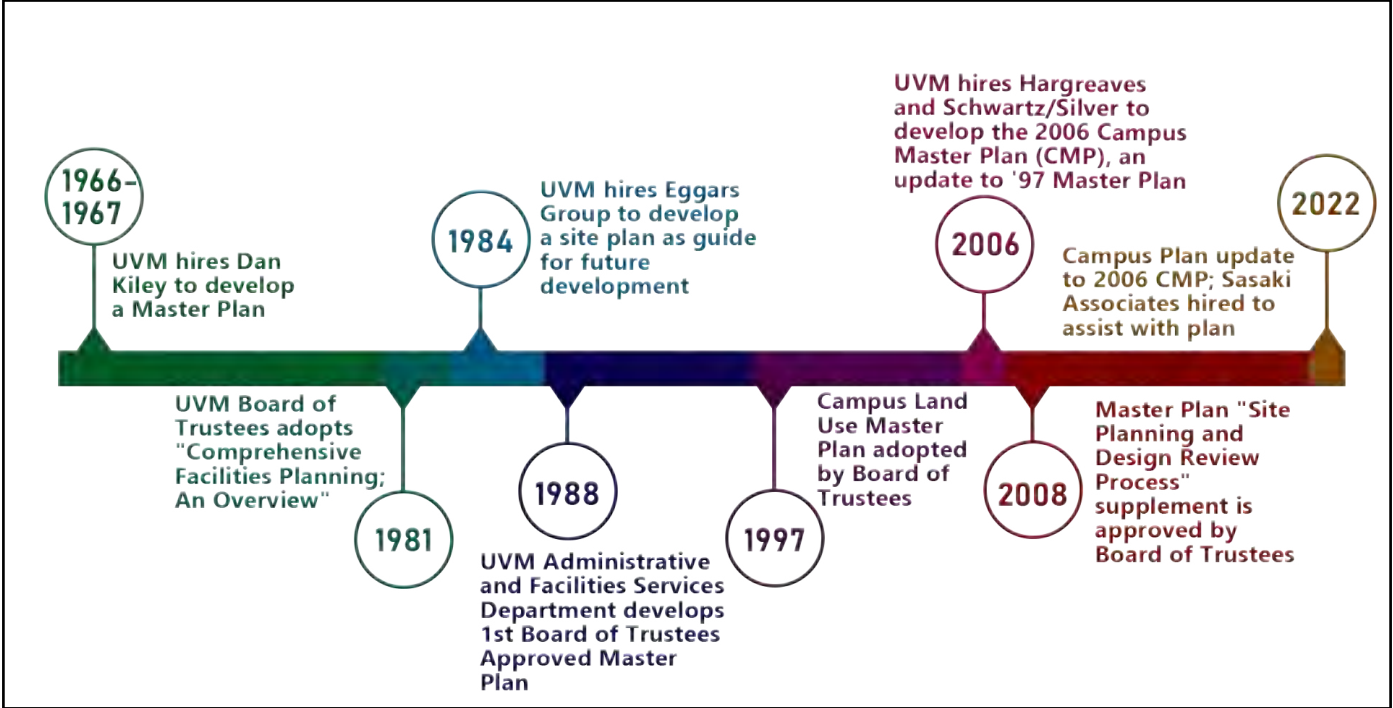 1966-
1967
UVM hires Dan
Kiley to develop
a Master Plan
UVM Board of
Trustees adopts
"Comprehensive
Facilities Planning;
An Overview"
1981
1984
UVM hires Eggars
Group to develop
a site plan as guide
for future
development
1988
UVM Administrative
and Facilities Services
Department develops
1st Board of Trustees
Approved Master
Plan
1997
Campus Land
Use Master
Plan adopted
by Board of
Trustees
UVM hires Hargreaves
and Schwartz/Silver to
develop the 2006 Campus
Master Plan (CMP), an
update to '97 Master Plan
2006
2008
Master Plan "Site
Planning and
Design Review
Process"
supplement is
approved by
Board of Trustees
2022
Campus Plan update
to 2006 CMP; Sasaki
Associates hired to
assist with plan